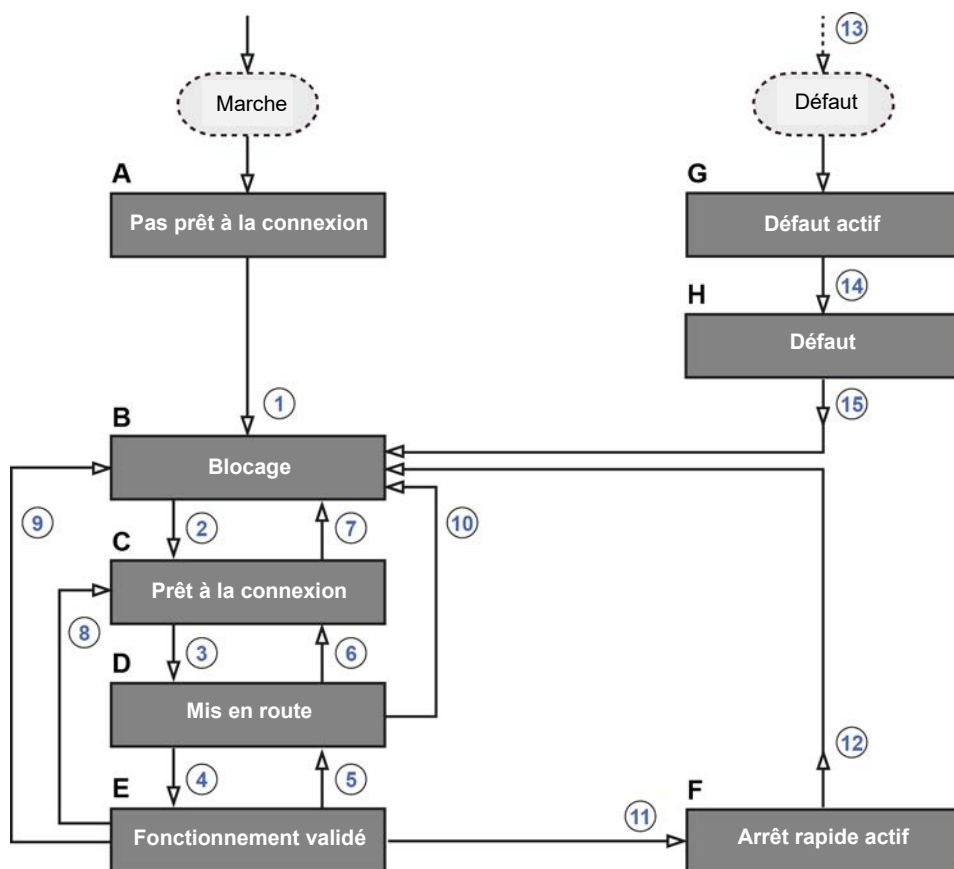 13
Marche
Défaut
A
G
Pas prêt à la connexion
Défaut actif
14
H
Défaut
1
15
B
Blocage
9
2
7
10
C
Prêt à la connexion
8
3
6
D
Mis en route
12
4
5
E
F
11
Fonctionnement validé
Arrêt rapide actif